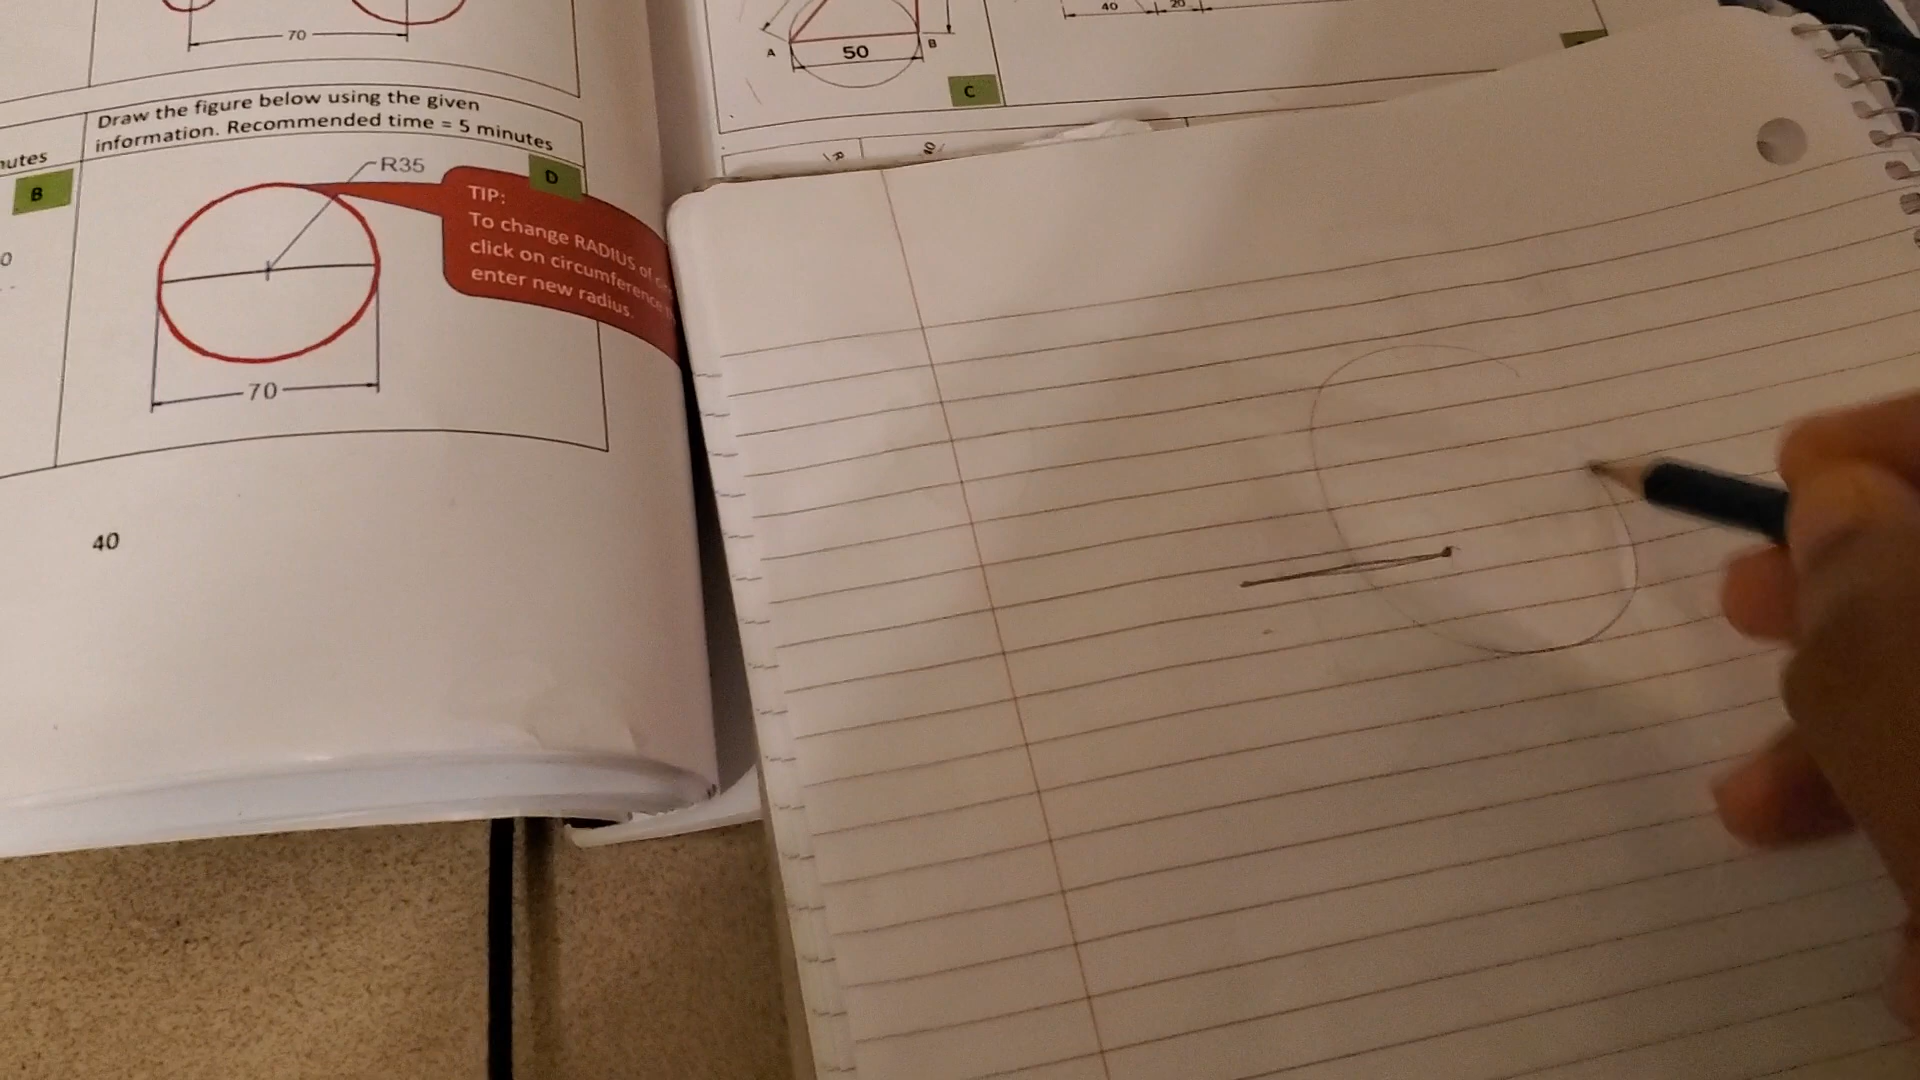 70
Draw the figure below using the given
information. Recommended time = 5 minutes
B
R35
D
TIP:
To change RADIUS of
click on circumference
enter new radius.
70
40
A
50
B
C
40
20